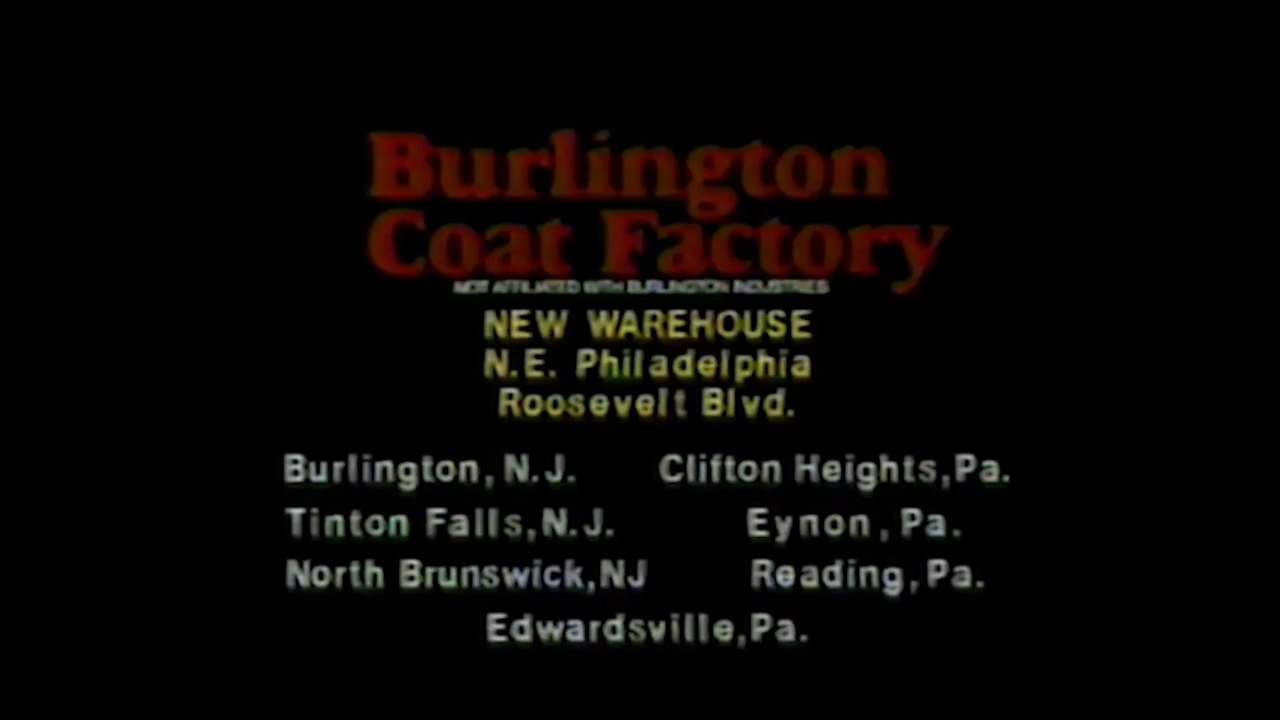 Burlington
Coat Factory
NOT AFFILIATED WITH BURLINGTON INDUSTRIES
NEW WAREHOUSE
N.E. Philadelphia
Roosevelt Blvd.
Burlington, N.J. Clifton Heights,Pa.
Tinton Falls,N.J. Eynon, Pa.
North Brunswick,NJ Reading,Pa.
Edwardsville,Pa.